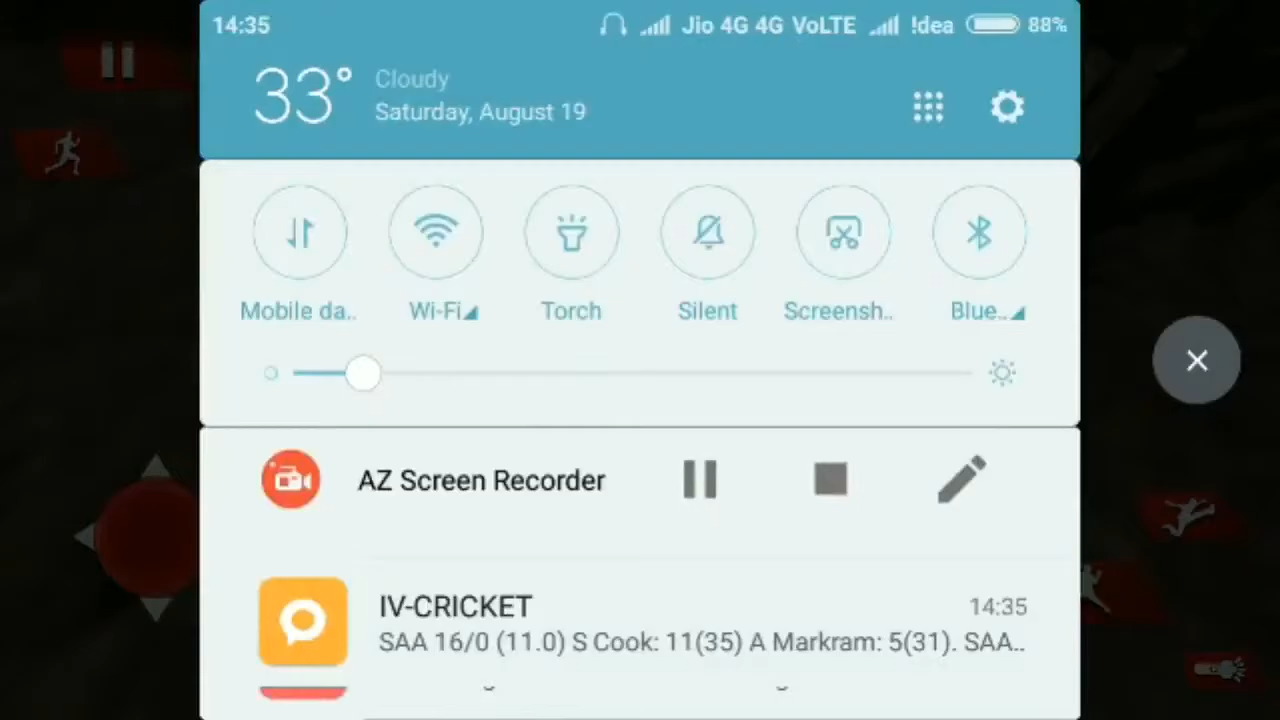 14:35
Jio 4G 4G VoLTE
!dea
88%
33°
Cloudy
Saturday, August 19
Mobile da..
Wi-Fi
Torch
Silent
Screensh..
Blue..
AZ Screen Recorder
IV-CRICKET
14:35
SAA 16/0 (11.0) S Cook: 11(35) A Markram: 5(31). SAA..